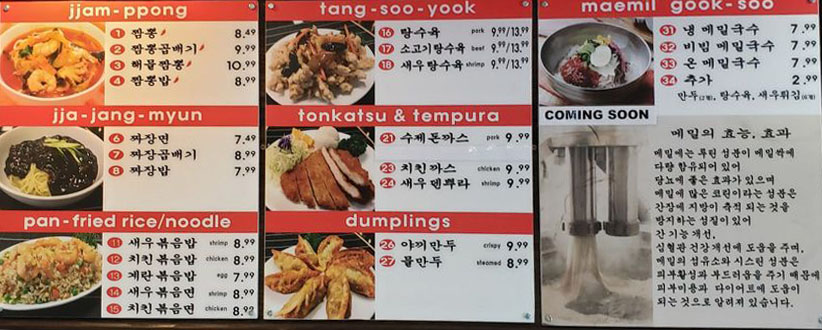 jjam-ppong
1 짬뽕 8.49
2 짬뽕곱배기 9.99
3 해물짬뽕 10.99
4 짬뽕밥 8.99
jja-jang-myun
6 짜장면 7.49
7 짜장곱배기 8.99
8 짜장밥 7.99
pan-fried rice/noodle
11 새우볶음밥 shrimp 8.99
12 치킨볶음밥 chicken 8.99
13 계란볶음밥 egg 7.99
14 새우볶음면 shrimp 8.99
15 치킨볶음면 chicken 8.99
tang-soo-yook
16 탕수육 pork 9.99/13.99
17 소고기탕수육 beef 9.99/13.99
18 새우탕수육 shrimp 9.99/13.99
tonkatsu & tempura
21 수제돈까스 pork 9.99
23 치킨까스 chicken 9.99
24 새우덴뿌라 shrimp 9.99
dumplings
26 야끼만두 crispy 9.99
27 물만두 steamed 8.99
maemil gook-soo
31 냉 메밀국수 7.99
32 비빔 메밀국수 7.99
33 온 메밀국수 7.99
34 추가 2.99
만두(2개), 탕수육, 새우튀김(6개)
COMING SOON
메밀의 효능, 효과
메밀에는 루틴 성분이 메밀싹에
다량 함유되어 있어
당뇨에 좋은 효과가 있으며
메밀에 많은 코린이라는 성분은
간장에 지방이 축적 되는 것을
방지하는 성질이 있어
간 기능 개선,
심혈관 건강개선에 도움을 주며,
메밀의 섬유소와 시스틴 성분은
피부활성과 부드러움을 주기 때문에
피부미용과 다이어트에 도움이
되는 것으로 알려져 있습니다.